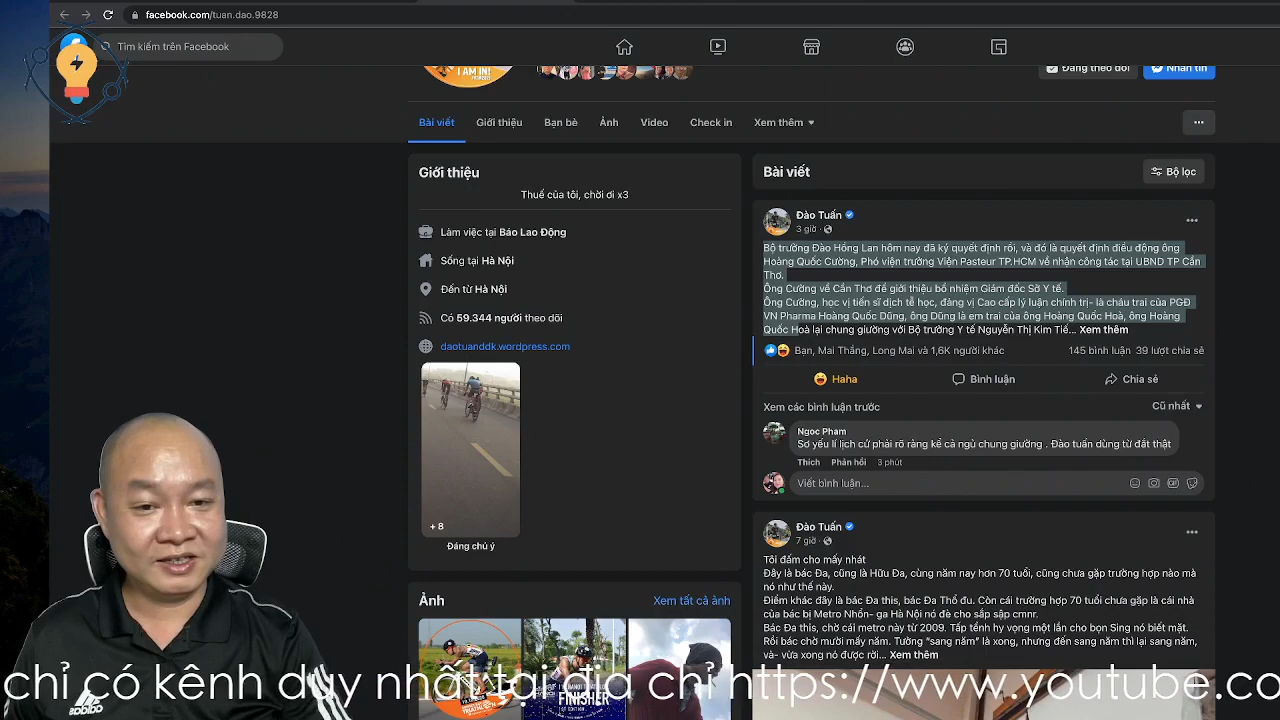 facebook.com/tuan.dao.9828
Tìm kiếm trên Facebook
I AM IN!
Đang theo dõi
Nhắn tin
Bài viết
Giới thiệu
Bạn bè
Ảnh
Video
Check in
Xem thêm
Giới thiệu
Thuế của tôi, chời ơi x3
Làm việc tại Báo Lao Động
Sống tại Hà Nội
Đến từ Hà Nội
Có 59.344 người theo dõi
daotuanddk.wordpress.com
+ 8
Đáng chú ý
Ảnh
Xem tất cả ảnh
FINISHER
Bài viết
Bộ lọc
Đào Tuấn
3 giờ ·
Bộ trưởng Đào Hồng Lan hôm nay đã ký quyết định rồi, và đó là quyết định điều động ông
Hoàng Quốc Cường, Phó viện trưởng Viện Pasteur TP.HCM về nhận công tác tại UBND TP Cần
Thơ.
Ông Cường về Cần Thơ để giới thiệu bổ nhiệm Giám đốc Sở Y tế.
Ông Cường, học vị tiến sĩ dịch tễ học, đảng vị Cao cấp lý luận chính trị- là cháu trai của PGĐ
VN Pharma Hoàng Quốc Dũng, ông Dũng là em trai của ông Hoàng Quốc Hoà, ông Hoàng
Quốc Hoà lại chung giường với Bộ trưởng Y tế Nguyễn Thị Kim Tiế... Xem thêm
Bạn, Mai Thắng, Long Mai và 1,6K người khác
145 bình luận 39 lượt chia sẻ
Haha
Bình luận
Chia sẻ
Xem các bình luận trước
Cũ nhất
Ngoc Pham
Sơ yếu lí lịch cứ phải rõ ràng kể cả ngủ chung giường . Đào tuấn dùng từ đắt thật
Thích Phản hồi 3 phút
Viết bình luận...
Đào Tuấn
7 giờ ·
Tôi đấm cho mấy nhát
Đây là bác Đa, cũng là Hữu Đa, cùng năm nay hơn 70 tuổi, cũng chưa gặp trường hợp nào mà
nó như thế này.
Điểm khác đây là bác Đa this, bác Đa Thổ đu. Còn cái trường hợp 70 tuổi chưa gặp là cái nhà
của bác bị Metro Nhổn- ga Hà Nội nó đè cho sắp sập cmnr.
Bác Đa this, chờ cái metro này từ 2009. Tấp tểnh hy vọng một lần cho bọn Sing nó biết mặt.
Rồi bác chờ mười mấy năm. Tưởng “sang năm” là xong, nhưng đến sang năm thì lại sang năm,
và- vừa xong nó được rồi... Xem thêm
adidas
chỉ có kênh duy nhất tại địa chỉ https://www.youtube.co